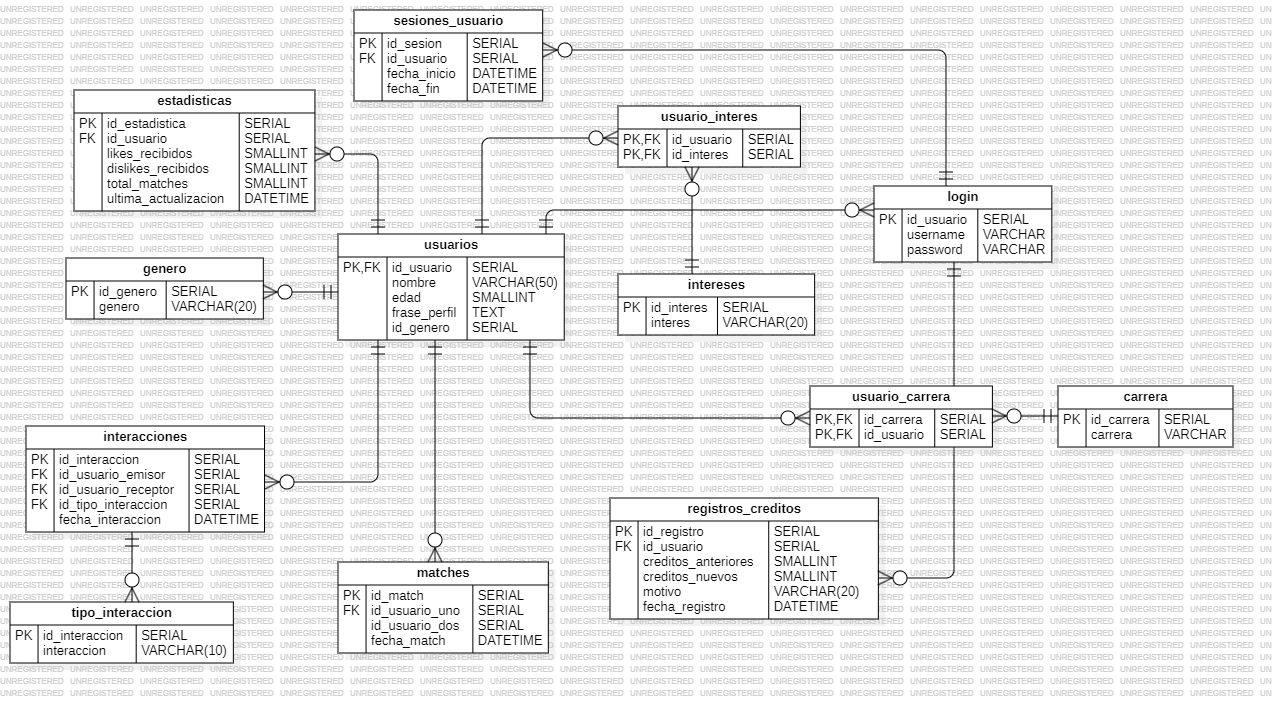 sesiones_usuario
PK id_sesion SERIAL
FK id_usuario SERIAL
fecha_inicio DATETIME
fecha_fin DATETIME
estadisticas
PK id_estadistica SERIAL
FK id_usuario SERIAL
likes_recibidos SMALLINT
dislikes_recibidos SMALLINT
total_matches SMALLINT
ultima_actualizacion DATETIME
usuario_interes
PK,FK id_usuario SERIAL
PK,FK id_interes SERIAL
login
PK id_usuario SERIAL
username VARCHAR
password VARCHAR
usuarios
PK,FK id_usuario SERIAL
nombre VARCHAR(50)
edad SMALLINT
frase_perfil TEXT
id_genero SERIAL
genero
PK id_genero SERIAL
genero VARCHAR(20)
intereses
PK id_interes SERIAL
interes VARCHAR(20)
usuario_carrera
PK,FK id_carrera SERIAL
PK,FK id_usuario SERIAL
carrera
PK id_carrera SERIAL
carrera VARCHAR
interacciones
PK id_interaccion SERIAL
FK id_usuario_emisor SERIAL
FK id_usuario_receptor SERIAL
FK id_tipo_interaccion SERIAL
fecha_interaccion DATETIME
registros_creditos
PK id_registro SERIAL
FK id_usuario SERIAL
creditos_anteriores SMALLINT
creditos_nuevos SMALLINT
motivo VARCHAR(20)
fecha_registro DATETIME
matches
PK id_match SERIAL
FK id_usuario_uno SERIAL
id_usuario_dos SERIAL
fecha_match DATETIME
tipo_interaccion
PK id_interaccion SERIAL
interaccion VARCHAR(10)
UNREGISTERED